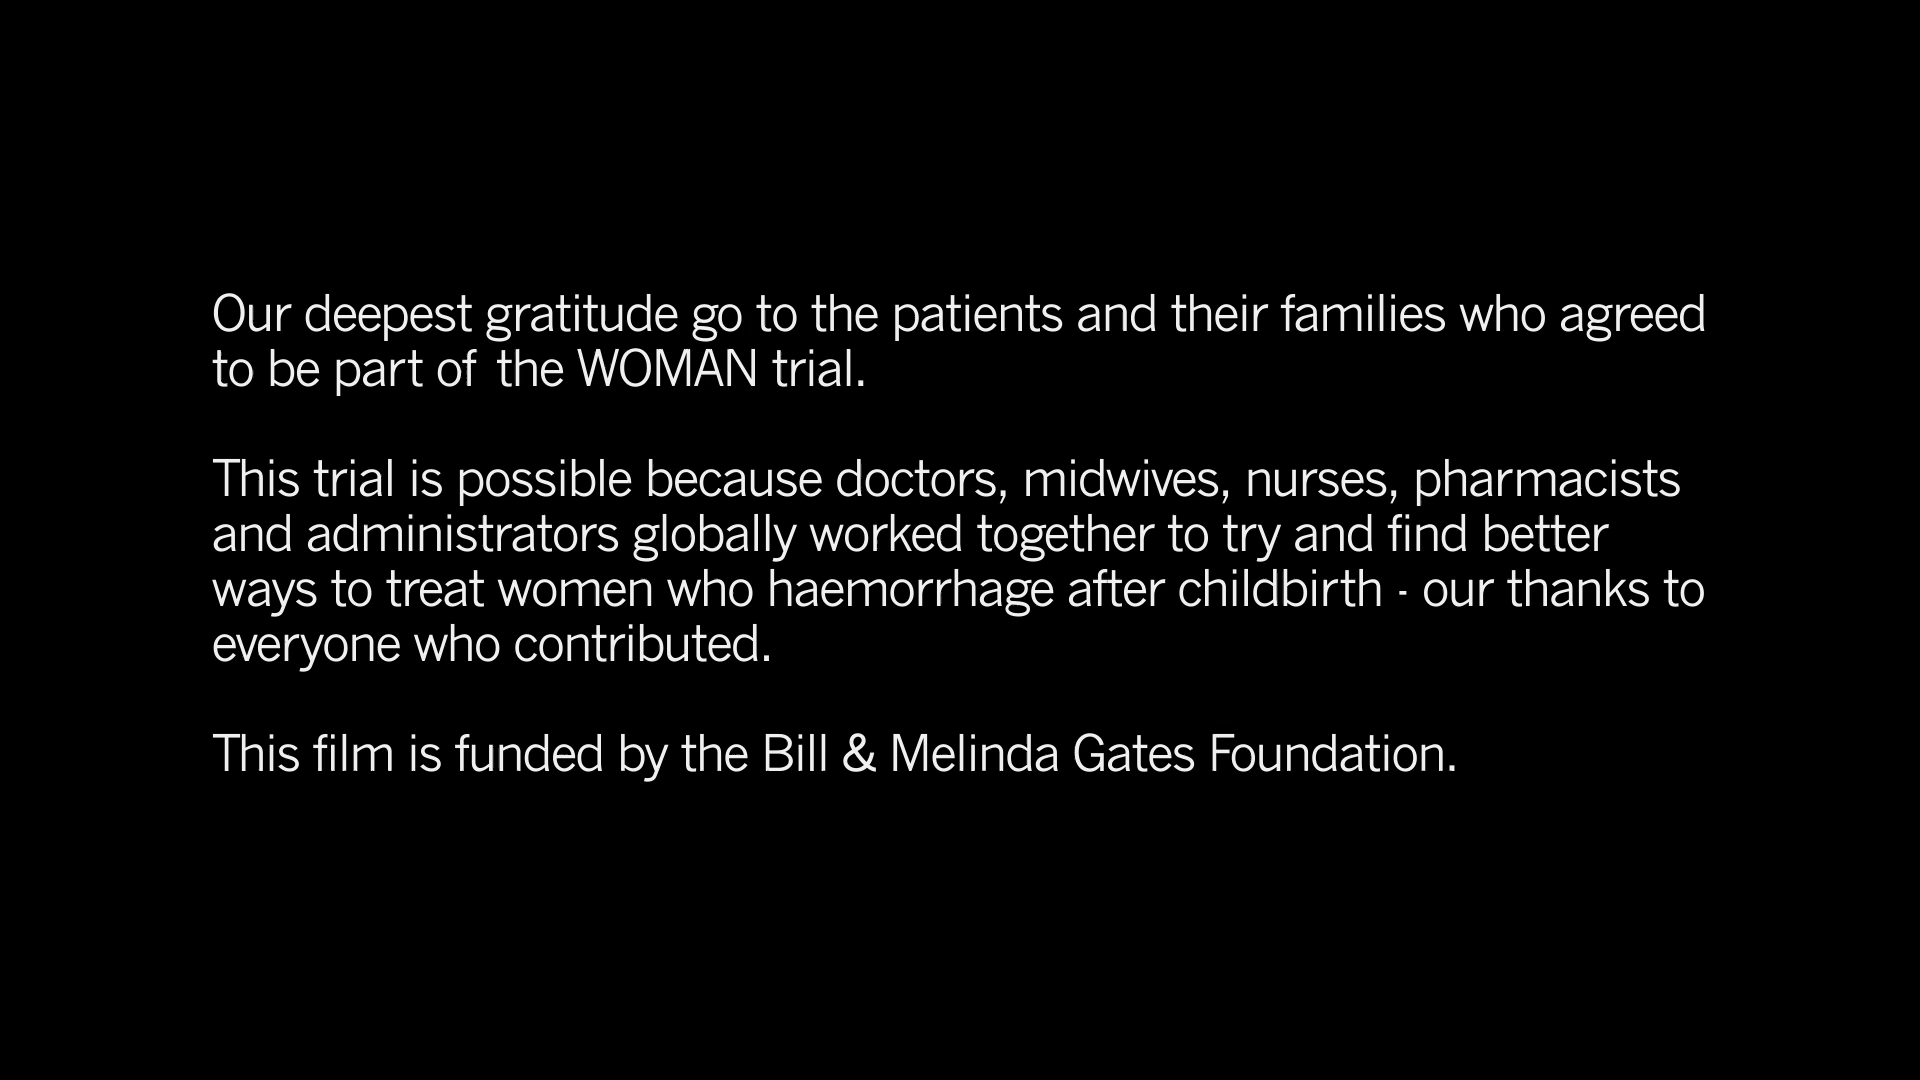 Our deepest gratitude go to the patients and their families who agreed
to be part of the WOMAN trial.
This trial is possible because doctors, midwives, nurses, pharmacists
and administrators globally worked together to try and find better
ways to treat women who haemorrhage after childbirth - our thanks to
everyone who contributed.
This film is funded by the Bill & Melinda Gates Foundation.